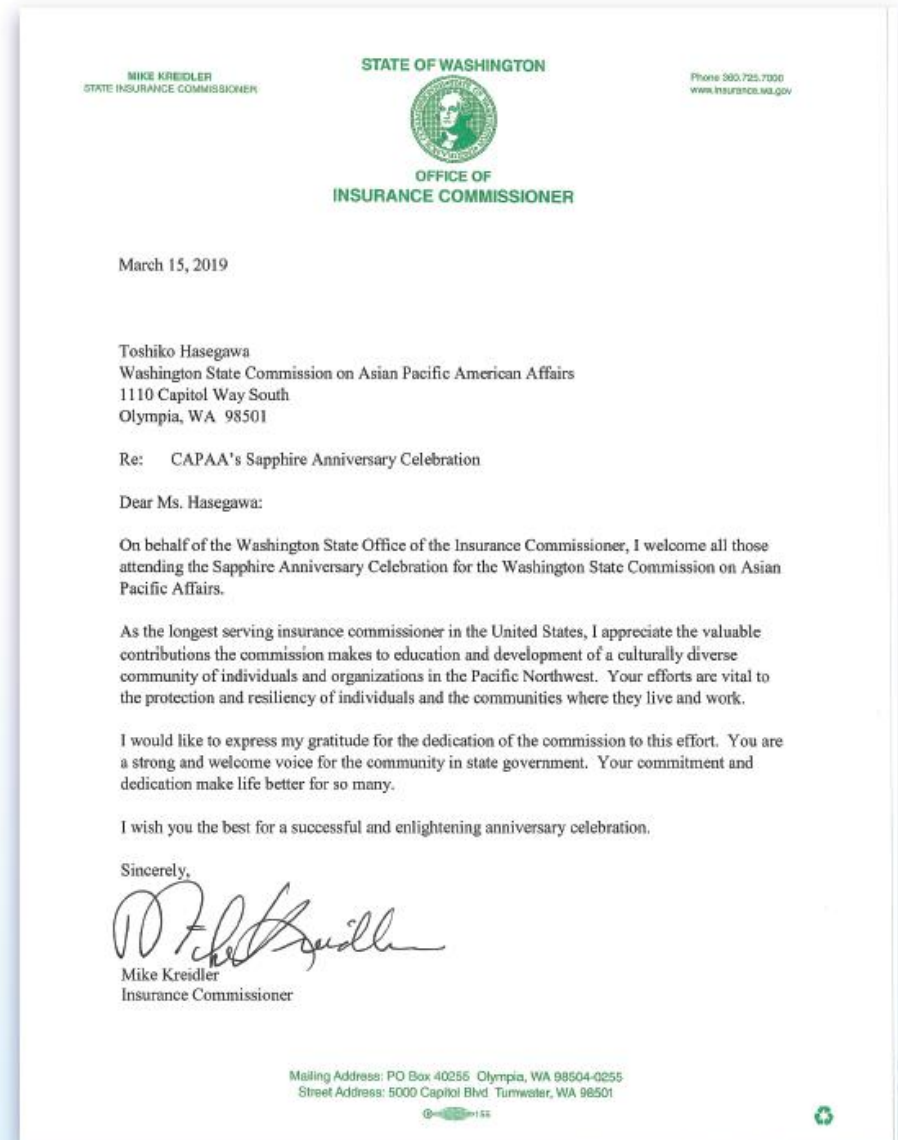 MIKE KREIDLER
STATE INSURANCE COMMISSIONER
STATE OF WASHINGTON
OFFICE OF
INSURANCE COMMISSIONER
Phone 360.725.7000
www.insurance.wa.gov
March 15, 2019
Toshiko Hasegawa
Washington State Commission on Asian Pacific American Affairs
1110 Capitol Way South
Olympia, WA 98501
Re: CAPAA's Sapphire Anniversary Celebration
Dear Ms. Hasegawa:
On behalf of the Washington State Office of the Insurance Commissioner, I welcome all those
attending the Sapphire Anniversary Celebration for the Washington State Commission on Asian
Pacific Affairs.
As the longest serving insurance commissioner in the United States, I appreciate the valuable
contributions the commission makes to education and development of a culturally diverse
community of individuals and organizations in the Pacific Northwest. Your efforts are vital to
the protection and resiliency of individuals and the communities where they live and work.
I would like to express my gratitude for the dedication of the commission to this effort. You are
a strong and welcome voice for the community in state government. Your commitment and
dedication make life better for so many.
I wish you the best for a successful and enlightening anniversary celebration.
Sincerely,
Mike Kreidler
Mike Kreidler
Insurance Commissioner
Mailing Address: PO Box 40255 Olympia, WA 98504-0255
Street Address: 5000 Capitol Blvd Tumwater, WA 98501